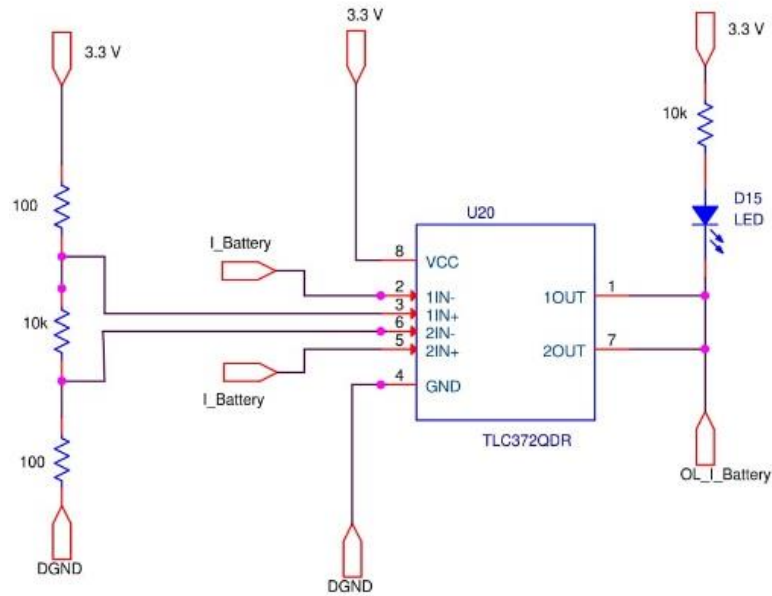 3.3 V
3.3 V
3.3 V
10k
D15
LED
100
U20
I_Battery
8
VCC
2
1IN-
1
1OUT
3
1IN+
10k
6
2IN-
7
2OUT
5
2IN+
I_Battery
4
GND
100
TLC372QDR
OL_I_Battery
DGND
DGND